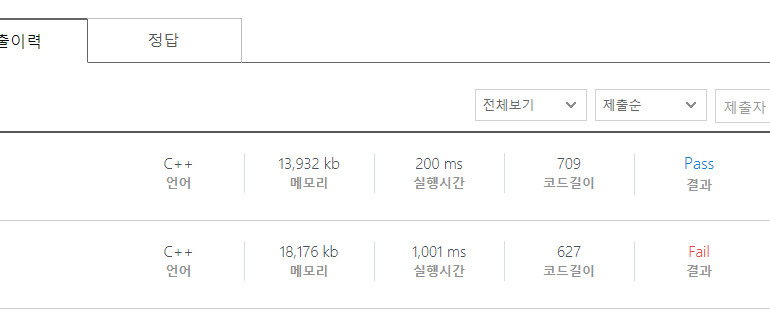 출이력 정답
전체보기 제출순 제출자
C++ 13,932 kb 200 ms 709 Pass
언어 메모리 실행시간 코드길이 결과
C++ 18,176 kb 1,001 ms 627 Fail
언어 메모리 실행시간 코드길이 결과